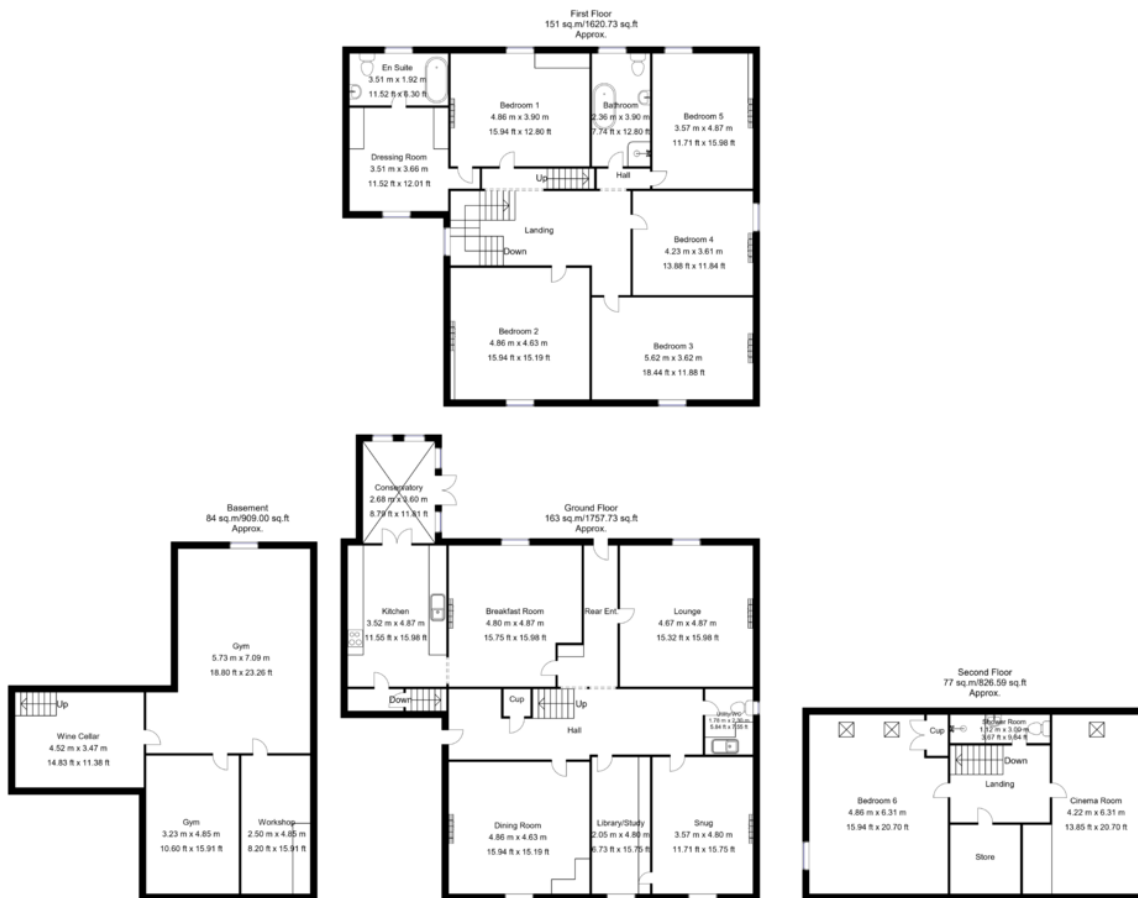 First Floor
151 sq.m/1620.73 sq.ft
Approx.
En Suite
3.51 m x 1.92 m
11.52 ft x 6.30 ft
Bedroom 1
4.86 m x 3.90 m
15.94 ft x 12.80 ft
Bathroom
2.36 m x 3.90 m
7.74 ft x 12.80 ft
Bedroom 5
3.57 m x 4.87 m
11.71 ft x 15.98 ft
Dressing Room
3.51 m x 3.66 m
11.52 ft x 12.01 ft
Up
Hall
Landing
Down
Bedroom 4
4.23 m x 3.61 m
13.88 ft x 11.84 ft
Bedroom 2
4.86 m x 4.63 m
15.94 ft x 15.19 ft
Bedroom 3
5.62 m x 3.62 m
18.44 ft x 11.88 ft
Basement
84 sq.m/909.00 sq.ft
Approx.
Gym
5.73 m x 7.09 m
18.80 ft x 23.26 ft
Up
Wine Cellar
4.52 m x 3.47 m
14.83 ft x 11.38 ft
Gym
3.23 m x 4.85 m
10.60 ft x 15.91 ft
Workshop
2.50 m x 4.85 m
8.20 ft x 15.91 ft
Ground Floor
163 sq.m/1757.73 sq.ft
Approx.
Conservatory
2.68 m x 3.60 m
8.79 ft x 11.81 ft
Kitchen
3.52 m x 4.87 m
11.55 ft x 15.98 ft
Breakfast Room
4.80 m x 4.87 m
15.75 ft x 15.98 ft
Rear Ent.
Lounge
4.67 m x 4.87 m
15.32 ft x 15.98 ft
Down
Cup
Up
Hall
Dining Room
4.86 m x 4.63 m
15.94 ft x 15.19 ft
Library/Study
2.05 m x 4.80 m
6.73 ft x 15.75 ft
Snug
3.57 m x 4.80 m
11.71 ft x 15.75 ft
Second Floor
77 sq.m/826.59 sq.ft
Approx.
Cup
Shower Room
1.12 m x 3.00 m
3.67 ft x 9.84 ft
Down
Landing
Bedroom 6
4.86 m x 6.31 m
15.94 ft x 20.70 ft
Cinema Room
4.22 m x 6.31 m
13.85 ft x 20.70 ft
Store